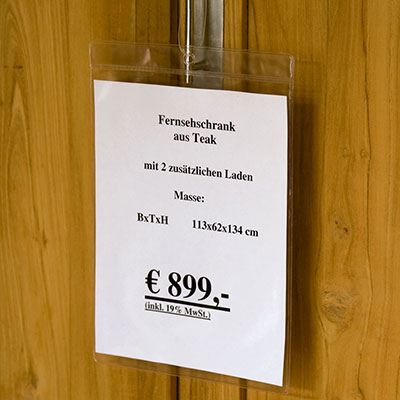 Fernsehschrank
aus Teak
mit 2 zusätzlichen Laden
Masse:
BxTxH 113x62x134 cm
€ 899,-
(inkl. 19% MwSt.)